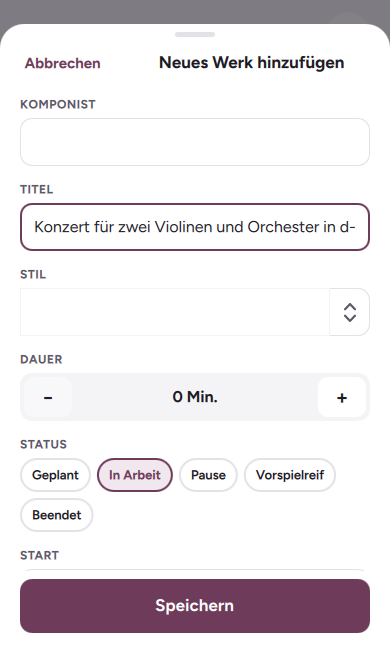 Abbrechen
Neues Werk hinzufügen
KOMPONIST
TITEL
Konzert für zwei Violinen und Orchester in d-
STIL
DAUER
− 0 Min. +
STATUS
Geplant In Arbeit Pause Vorspielreif
Beendet
START
Speichern